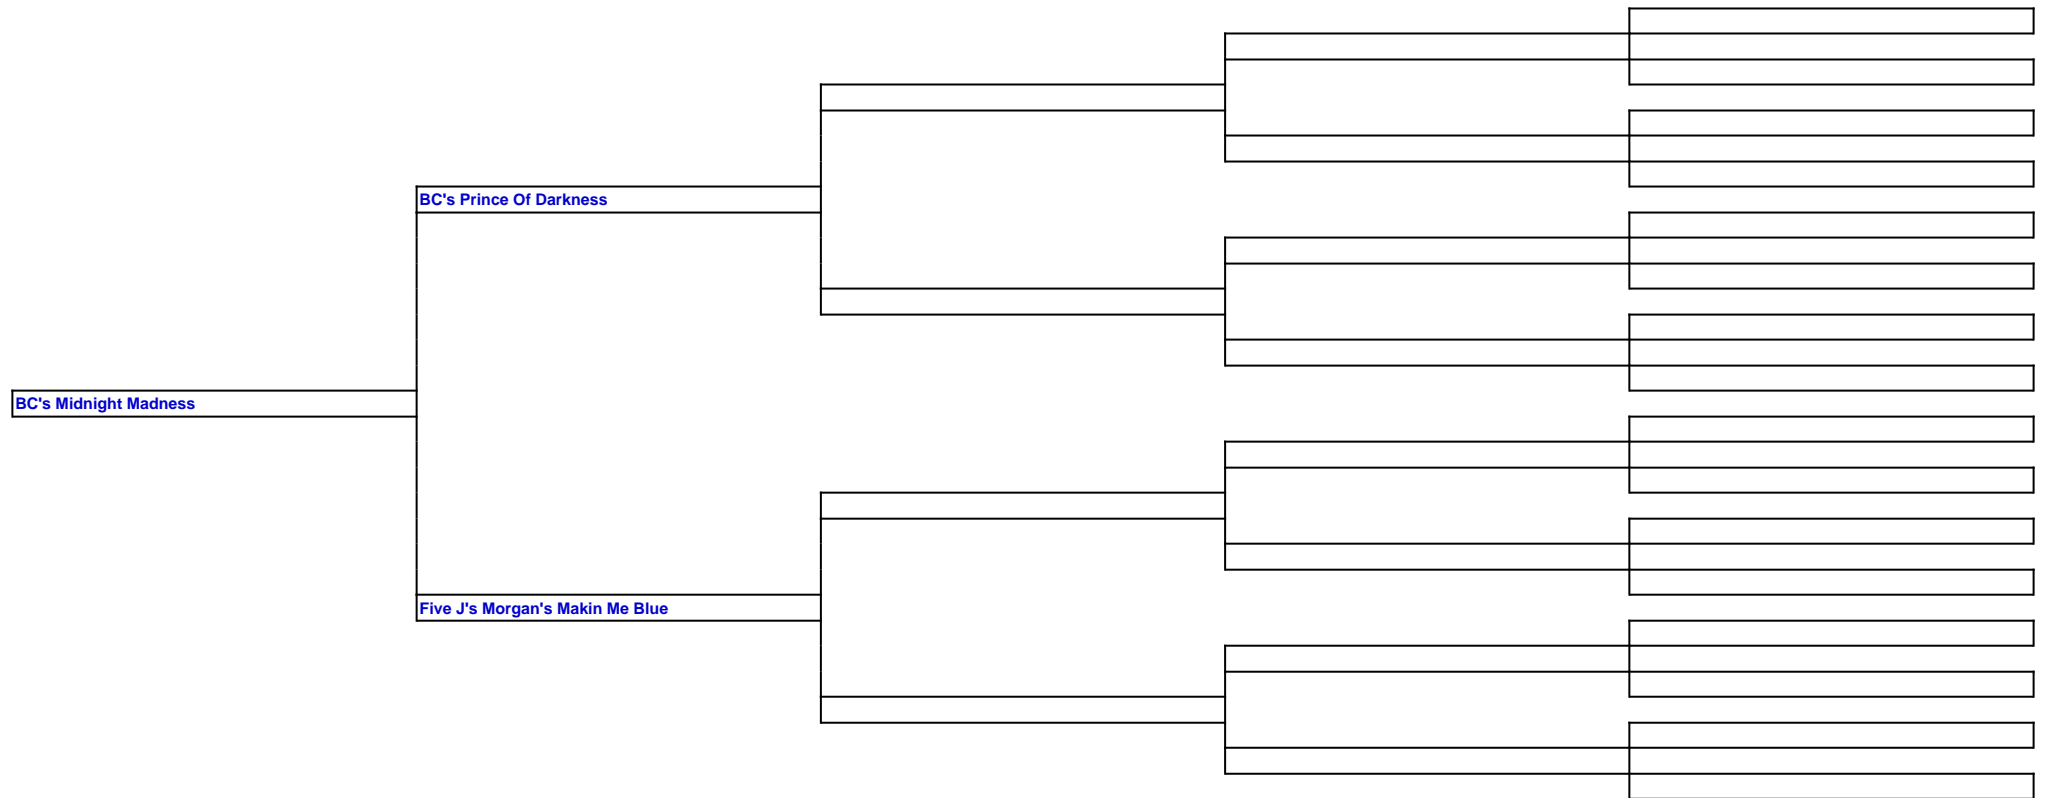 BC's Prince Of Darkness
BC's Midnight Madness
Five J's Morgan's Makin Me Blue